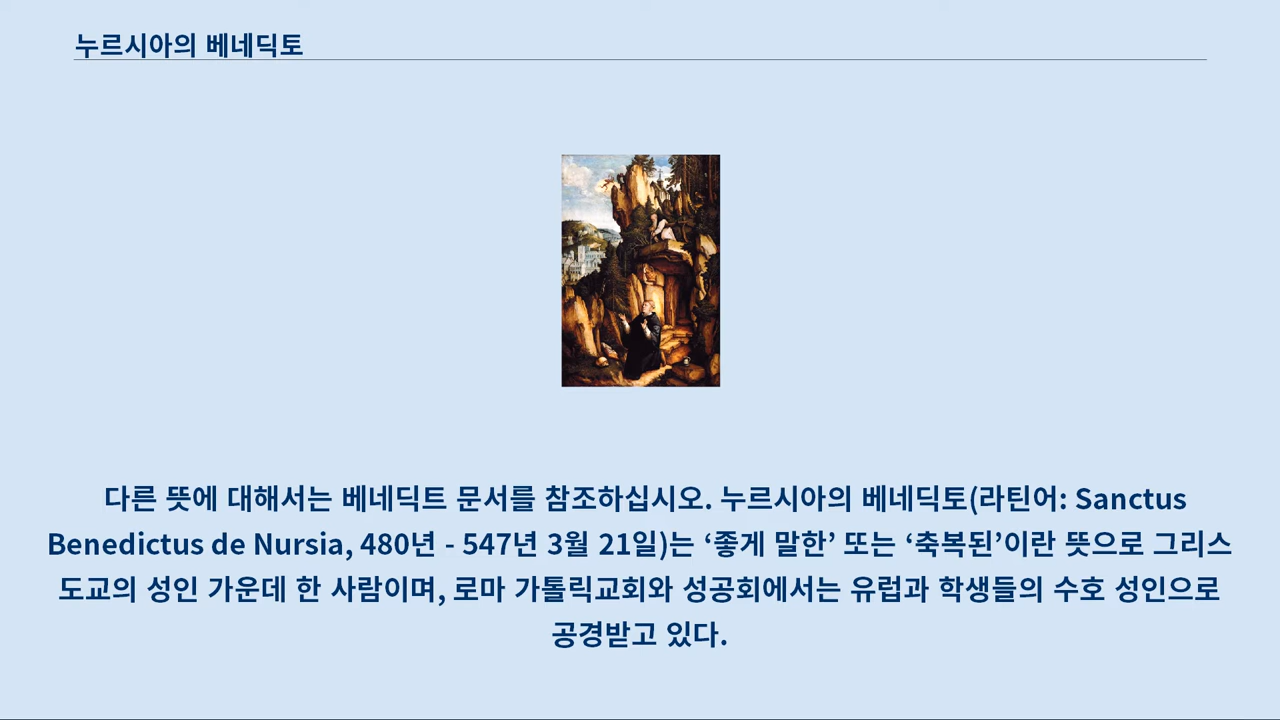 누르시아의 베네딕토
다른 뜻에 대해서는 베네딕트 문서를 참조하십시오. 누르시아의 베네딕토(라틴어: Sanctus
Benedictus de Nursia, 480년 - 547년 3월 21일)는 ‘좋게 말한’ 또는 ‘축복된’이란 뜻으로 그리스
도교의 성인 가운데 한 사람이며, 로마 가톨릭교회와 성공회에서는 유럽과 학생들의 수호 성인으로
공경받고 있다.